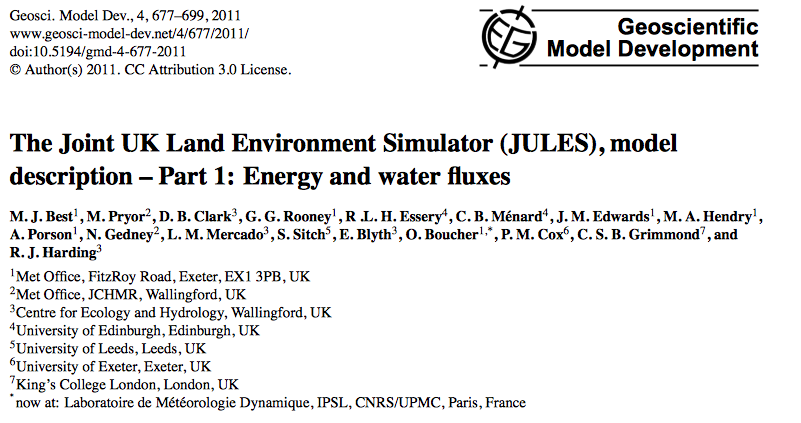 Geosci. Model Dev., 4, 677–699, 2011
www.geosci-model-dev.net/4/677/2011/
doi:10.5194/gmd-4-677-2011
© Author(s) 2011. CC Attribution 3.0 License.
Geoscientific
Model Development
The Joint UK Land Environment Simulator (JULES), model
description – Part 1: Energy and water fluxes
M. J. Best1, M. Pryor2, D. B. Clark3, G. G. Rooney1, R .L. H. Essery4, C. B. Ménard4, J. M. Edwards1, M. A. Hendry1,
A. Porson1, N. Gedney2, L. M. Mercado3, S. Sitch5, E. Blyth3, O. Boucher1,*, P. M. Cox6, C. S. B. Grimmond7, and
R. J. Harding3
1Met Office, FitzRoy Road, Exeter, EX1 3PB, UK
2Met Office, JCHMR, Wallingford, UK
3Centre for Ecology and Hydrology, Wallingford, UK
4University of Edinburgh, Edinburgh, UK
5University of Leeds, Leeds, UK
6University of Exeter, Exeter, UK
7King's College London, London, UK
*now at: Laboratoire de Météorologie Dynamique, IPSL, CNRS/UPMC, Paris, France